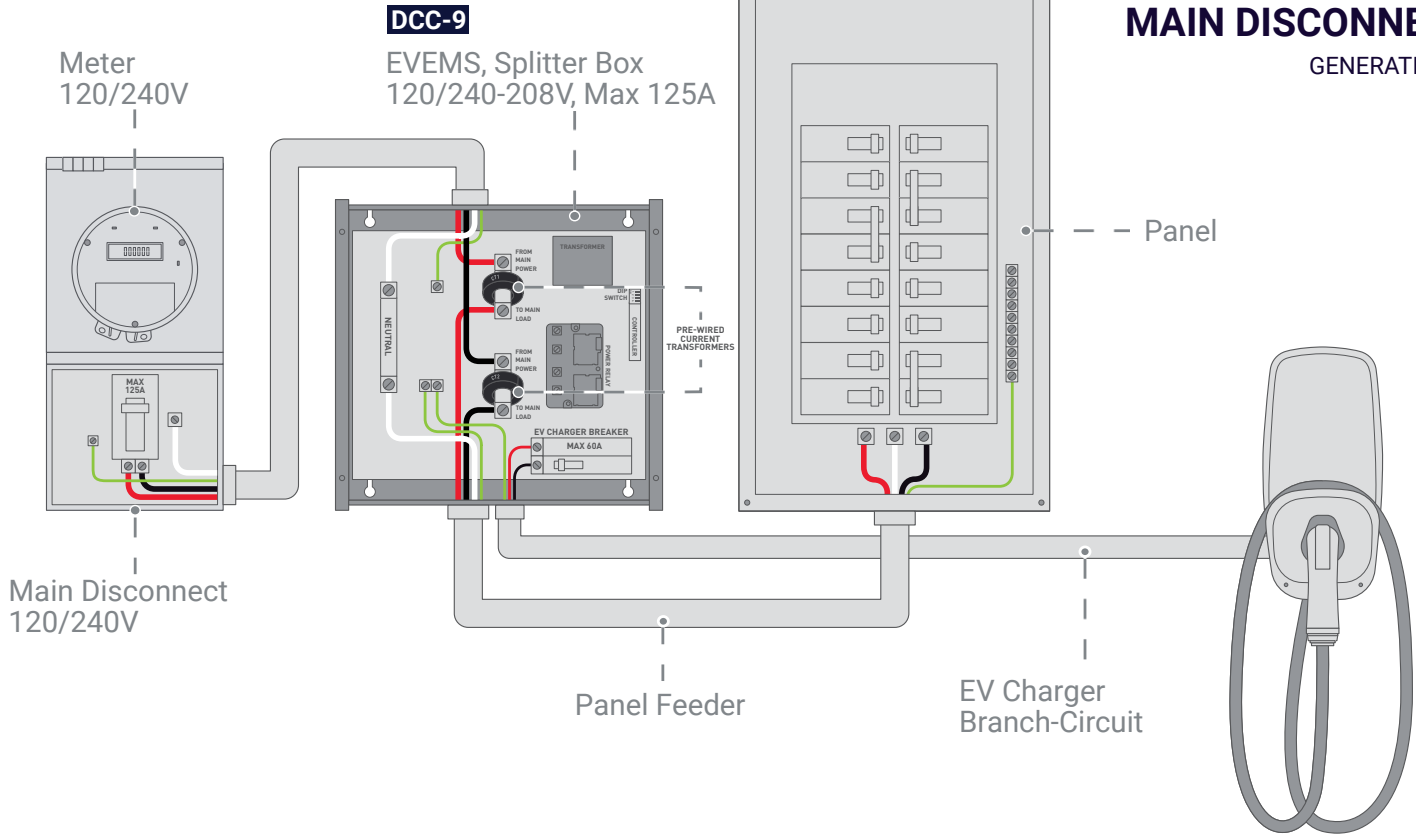 DCC-9
EVEMS, Splitter Box
120/240-208V, Max 125A
MAIN DISCONNE
GENERATI
Meter
120/240V
Panel
FROM
MAIN
POWER
TRANSFORMER
CT1
DIP
SWITCH
TO MAIN
LOAD
CONTROLLER
NEUTRAL
PRE-WIRED
CURRENT
TRANSFORMERS
FROM
MAIN
POWER
POWER RELAY
CT2
TO MAIN
LOAD
EV CHARGER BREAKER
MAX 60A
MAX
125A
Main Disconnect
120/240V
Panel Feeder
EV Charger
Branch-Circuit